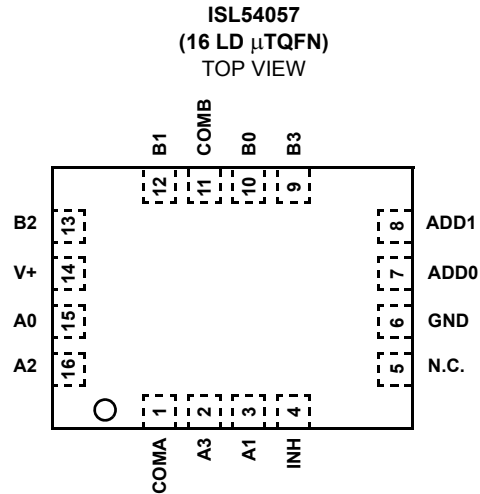 ISL54057
(16 LD μTQFN)
TOP VIEW
B1 COMB B0 B3
12 11 10 9
B2 13 8 ADD1
V+ 14 7 ADD0
A0 15 6 GND
A2 16 5 N.C.
1 2 3 4
COMA A3 A1 INH